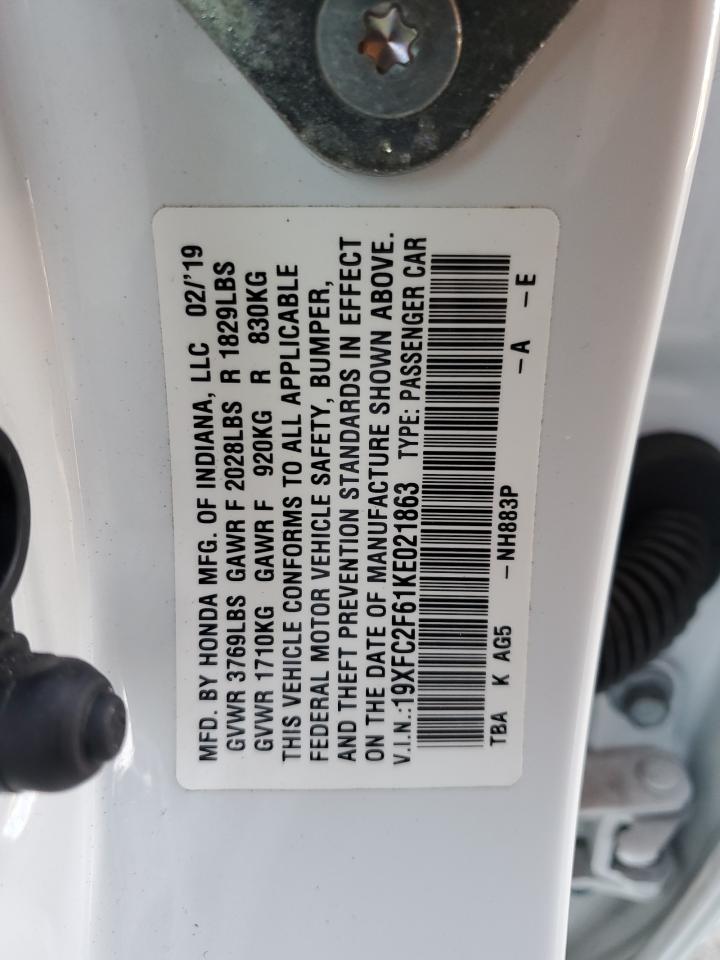 MFD. BY HONDA MFG. OF INDIANA, LLC 02/'19
GVWR 3769LBS GAWR F 2028LBS R 1829LBS
GVWR 1710KG GAWR F 920KG R 830KG
THIS VEHICLE CONFORMS TO ALL APPLICABLE
FEDERAL MOTOR VEHICLE SAFETY, BUMPER,
AND THEFT PREVENTION STANDARDS IN EFFECT
ON THE DATE OF MANUFACTURE SHOWN ABOVE.
V.I.N.:19XFC2F61KE021863 TYPE: PASSENGER CAR
TBA K AG5 -NH883P -A -E